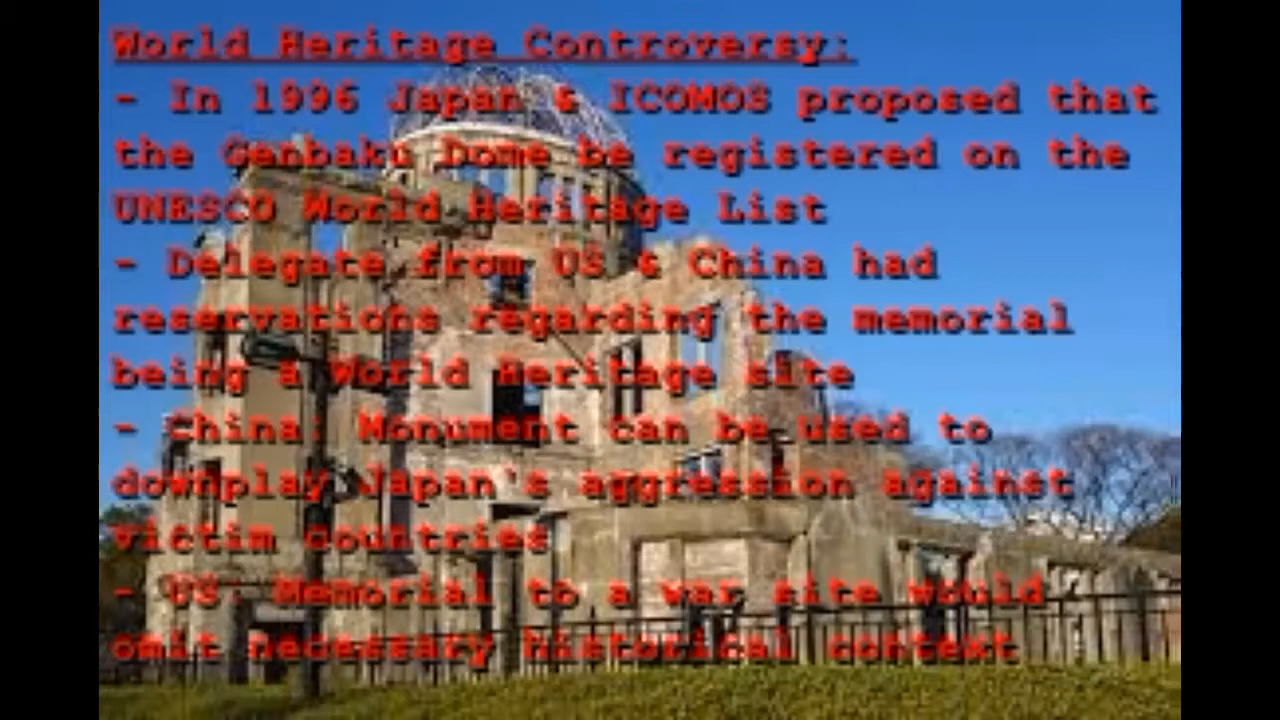 World Heritage Controversy:
- In 1996 Japan & ICOMOS proposed that
the Genbaku Dome be registered on the
UNESCO World Heritage List
- Delegate from US & China had
reservations regarding the memorial
being a World Heritage site
- China: Monument can be used to
downplay Japan's aggression against
victim countries
- US: Memorial to a war site would
omit necessary historical context